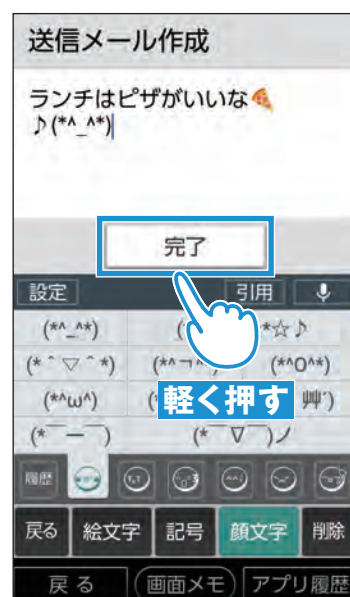 送信メール作成
ランチはピザがいいな🍕
♪(*^_^*)
完了
設定 引用
(*^_^*) *☆♪
(*＾▽＾*) (*^O^*)
(*^ω^) 艸`)
(*￣ー￣) (*￣∇￣)ノ
軽く押す
履歴
戻る 絵文字 記号 顔文字 削除
戻る 画面メモ アプリ履歴